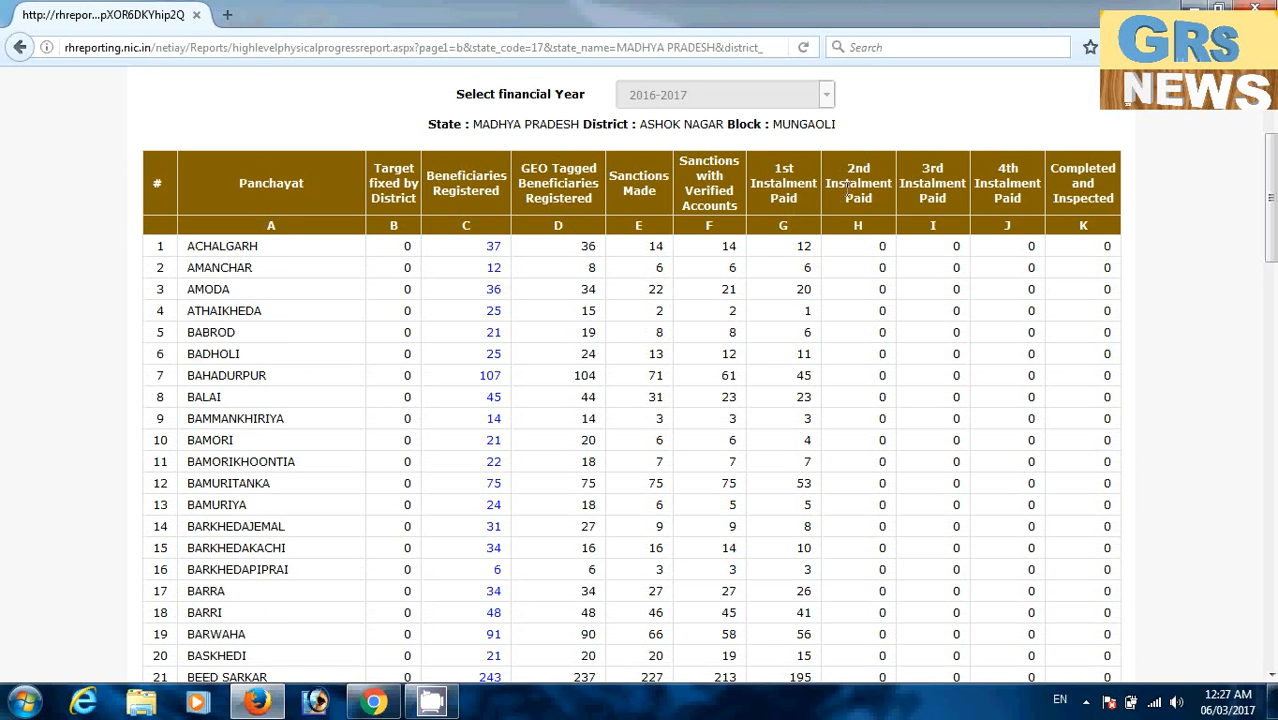 http://rhrepor...pXOR6DKYhip2Q
rhreporting.nic.in/netiay/Reports/highlevelphysicalprogressreport.aspx?page1=b&state_code=17&state_name=MADHYA PRADESH&district_
Search
GRS
NEWS
Select financial Year 2016-2017
State : MADHYA PRADESH District : ASHOK NAGAR Block : MUNGAOLI
# Panchayat Target fixed by District Beneficiaries Registered GEO Tagged Beneficiaries Registered Sanctions Made Sanctions with Verified Accounts 1st Instalment Paid 2nd Instalment Paid 3rd Instalment Paid 4th Instalment Paid Completed and Inspected
A B C D E F G H I J K
1 ACHALGARH 0 37 36 14 14 12 0 0 0 0
2 AMANCHAR 0 12 8 6 6 6 0 0 0 0
3 AMODA 0 36 34 22 21 20 0 0 0 0
4 ATHAIKHEDA 0 25 15 2 2 1 0 0 0 0
5 BABROD 0 21 19 8 8 6 0 0 0 0
6 BADHOLI 0 25 24 13 12 11 0 0 0 0
7 BAHADURPUR 0 107 104 71 61 45 0 0 0 0
8 BALAI 0 45 44 31 23 23 0 0 0 0
9 BAMMANKHIRIYA 0 14 14 3 3 3 0 0 0 0
10 BAMORI 0 21 20 6 6 4 0 0 0 0
11 BAMORIKHOONTIA 0 22 18 7 7 7 0 0 0 0
12 BAMURITANKA 0 75 75 75 75 53 0 0 0 0
13 BAMURIYA 0 24 18 6 5 5 0 0 0 0
14 BARKHEDAJEMAL 0 31 27 9 9 8 0 0 0 0
15 BARKHEDAKACHI 0 34 16 16 14 10 0 0 0 0
16 BARKHEDAPIPRAI 0 6 6 3 3 3 0 0 0 0
17 BARRA 0 34 34 27 27 26 0 0 0 0
18 BARRI 0 48 48 46 45 41 0 0 0 0
19 BARWAHA 0 91 90 66 58 56 0 0 0 0
20 BASKHEDI 0 21 20 20 19 15 0 0 0 0
21 BEED SARKAR 0 243 237 227 213 195 0 0 0 0
EN
12:27 AM
06/03/2017